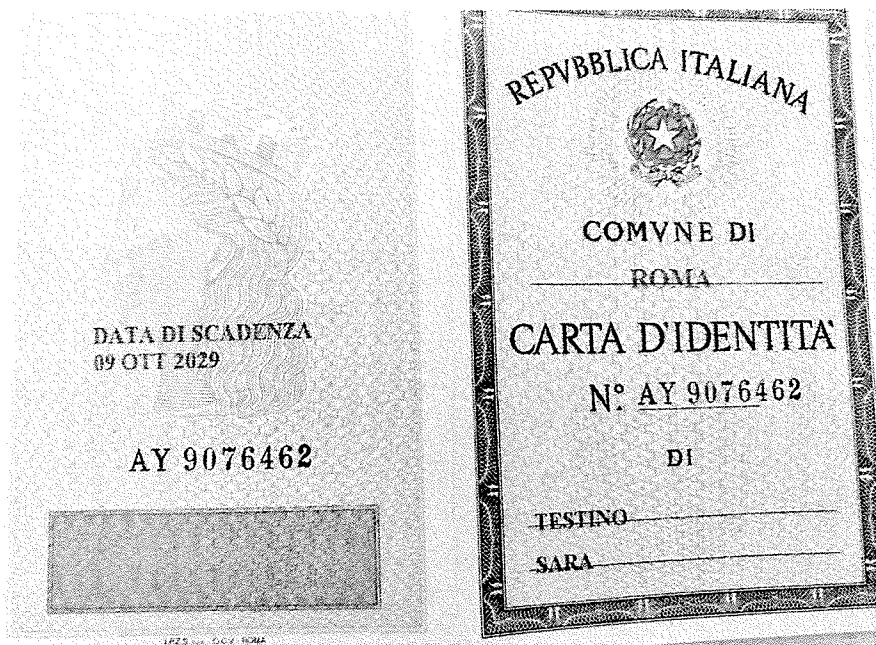 DATA DI SCADENZA
09 OTT 2029
AY 9076462
REPVBBLICA ITALIANA
COMVNE DI
ROMA
CARTA D'IDENTITA'
N° AY 9076462
DI
TESTINO
SARA